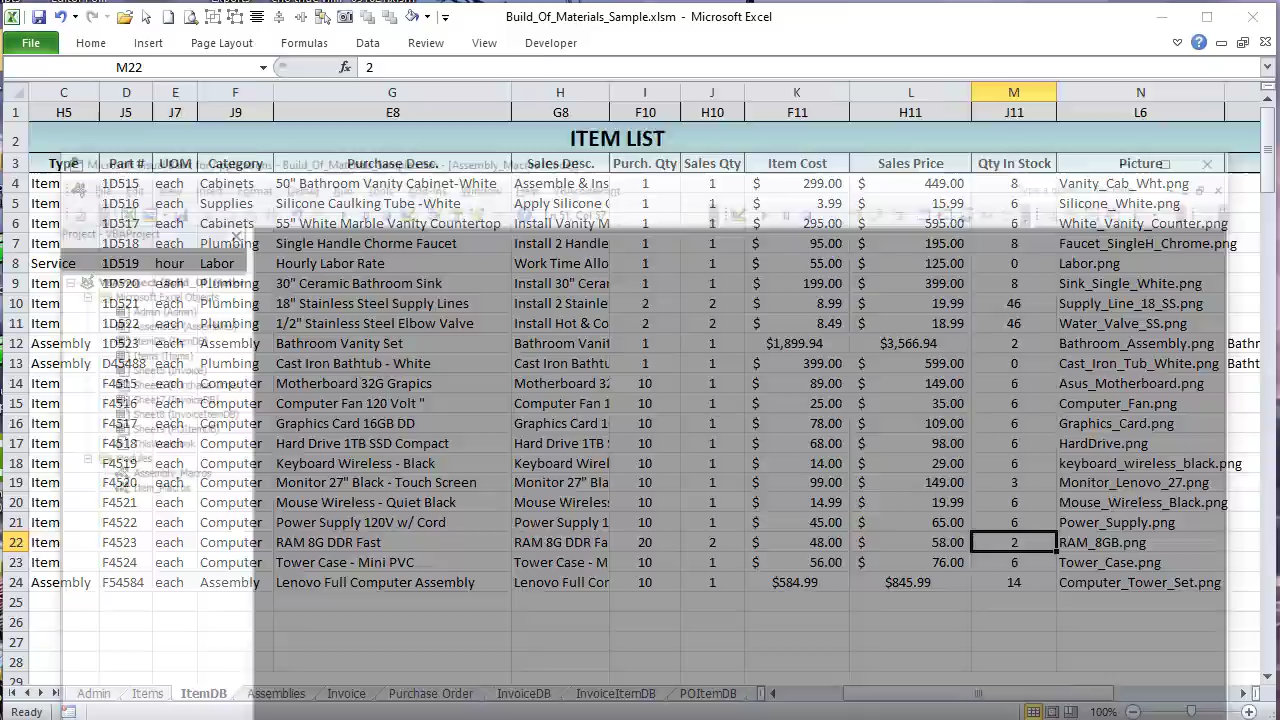 Build_Of_Materials_Sample.xlsm - Microsoft Excel
File Home Insert Page Layout Formulas Data Review View Developer
M22 fx 2
C D E F G H I J K L M N
1 H5 J5 J7 J9 E8 G8 F10 H10 F11 H11 J11 L6
2 ITEM LIST
3 Type Part # UOM Category Purchase Desc. Sales Desc. Purch. Qty Sales Qty Item Cost Sales Price Qty In Stock Picture
4 Item 1D515 each Cabinets 50" Bathroom Vanity Cabinet-White Assemble & Ins 1 1 $ 299.00 $ 449.00 8 Vanity_Cab_Wht.png
5 Item 1D516 each Supplies Silicone Caulking Tube -White Apply Silicone 1 1 $ 3.99 $ 15.99 6 Silicone_White.png
6 Item 1D517 each Cabinets 55" White Marble Vanity Countertop Install White 1 1 $ 295.00 $ 595.00 6 White_Vanity_Counter.png
7 Item 1D518 each Plumbing Single Handle Chorme Faucet Install 2 Handle 1 1 $ 95.00 $ 195.00 8 Faucet_SingleH_Chrome.png
8 Service 1D519 hour Labor Hourly Labor Rate Work Time Allo 1 1 $ 55.00 $ 125.00 0 Labor.png
9 Item 1D520 each Plumbing 30" Ceramic Bathroom Sink Install 30" Cera 1 1 $ 199.00 $ 399.00 8 Sink_Single_White.png
10 Item 1D521 each Plumbing 18" Stainless Steel Supply Lines Install 2 Stainle 2 2 $ 8.99 $ 19.99 46 Supply_Line_18_SS.png
11 Item 1D522 each Plumbing 1/2" Stainless Steel Elbow Valve Install Hot & Co 2 2 $ 8.49 $ 18.99 46 Water_Valve_SS.png
12 Assembly 1D523 each Assembly Bathroom Vanity Set Bathroom Vanit 1 1 $1,899.94 $3,566.94 2 Bathroom_Assembly.png Bath
13 Assembly D45485 each Plumbing Cast Iron Bathtub - White Cast Iron Batht 1 1 $ 399.00 $ 599.00 0 Cast_Iron_Tub_White.png Batht
14 Item F4515 each Computer Motherboard 32G Grapics Motherboard 32 10 1 $ 89.00 $ 149.00 6 Asus_Motherboard.png
15 Item F4516 each Computer Computer Fan 120 Volt " Computer Fan 1 10 1 $ 25.00 $ 35.00 6 Computer_Fan.png
16 Item F4517 each Computer Graphics Card 16GB DD Graphics Card 1 10 1 $ 78.00 $ 109.00 6 Graphics_Card.png
17 Item F4518 each Computer Hard Drive 1TB SSD Compact Hard Drive 1TB 10 1 $ 68.00 $ 98.00 6 HardDrive.png
18 Item F4519 each Computer Keyboard Wireless - Black Keyboard Wirel 10 1 $ 14.00 $ 29.00 6 keyboard_wireless_black.png
19 Item F4520 each Computer Monitor 27" Black - Touch Screen Monitor 27" Bla 10 1 $ 99.00 $ 149.00 3 Monitor_Lenovo_27.png
20 Item F4521 each Computer Mouse Wireless - Quiet Black Mouse Wireless 10 1 $ 14.99 $ 19.99 6 Mouse_Wireless_Black.png
21 Item F4522 each Computer Power Supply 120V w/ Cord Power Supply 1 10 1 $ 45.00 $ 65.00 6 Power_Supply.png
22 Item F4523 each Computer RAM 8G DDR Fast RAM 8G DDR Fa 20 2 $ 48.00 $ 58.00 2 RAM_8GB.png
23 Item F4524 each Computer Tower Case - Mini PVC Tower Case - M 10 1 $ 56.00 $ 76.00 6 Tower_Case.png
24 Assembly F54584 each Assembly Lenovo Full Computer Assembly Lenovo Full Cor 10 1 $584.99 $845.99 14 Computer_Tower_Set.png
25
26
27
28
29
Admin Items ItemDB Assemblies Invoice Purchase Order InvoiceDB InvoiceItemDB POItemDB
Ready 100%